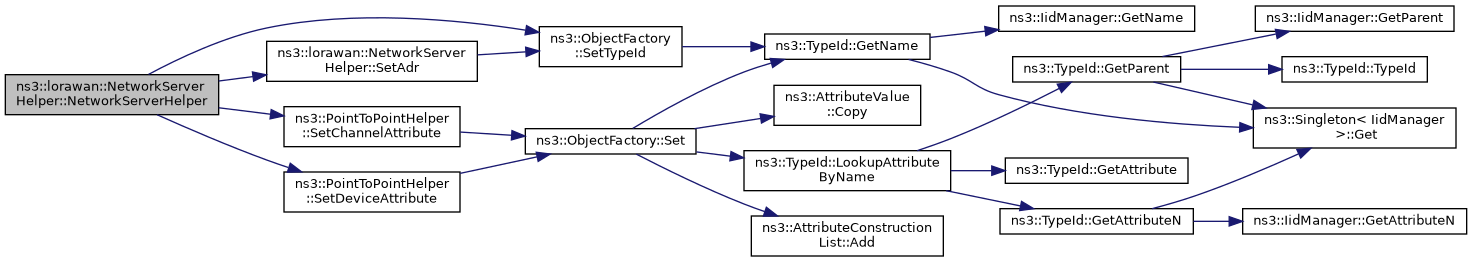 ns3::lorawan::NetworkServer
Helper::NetworkServerHelper
ns3::lorawan::NetworkServer
Helper::SetAdr
ns3::PointToPointHelper
::SetChannelAttribute
ns3::PointToPointHelper
::SetDeviceAttribute
ns3::ObjectFactory
::SetTypeId
ns3::ObjectFactory::Set
ns3::TypeId::GetName
ns3::AttributeValue
::Copy
ns3::TypeId::LookupAttribute
ByName
ns3::AttributeConstruction
List::Add
ns3::IidManager::GetName
ns3::TypeId::GetParent
ns3::TypeId::GetAttribute
ns3::TypeId::GetAttributeN
ns3::IidManager::GetParent
ns3::TypeId::TypeId
ns3::Singleton< IidManager
>::Get
ns3::IidManager::GetAttributeN